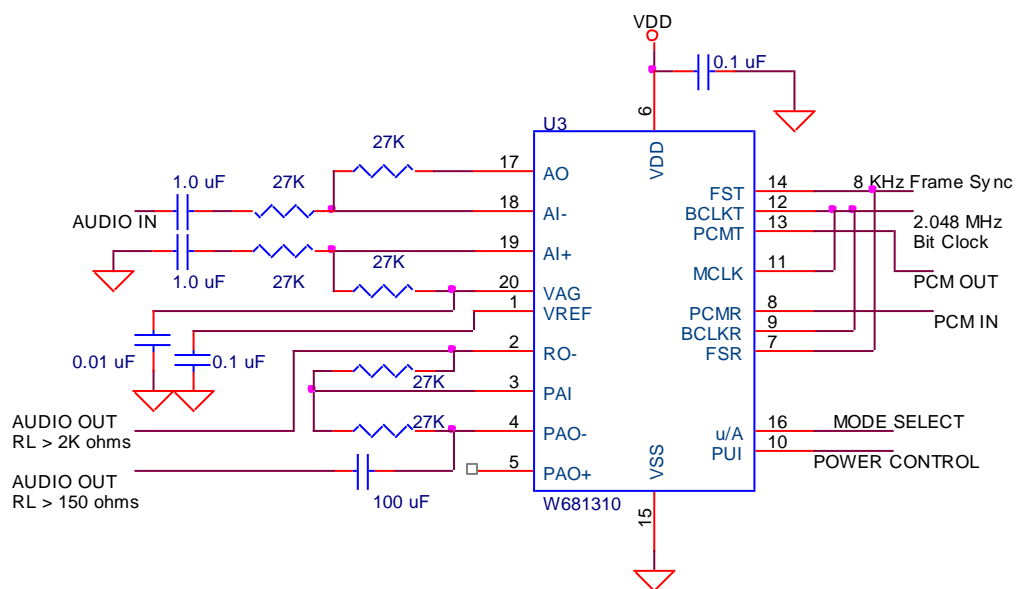 VDD
0.1 uF
6
U3
VDD
27K
17
AO
14
FST
8 KHz Frame Sync
1.0 uF
27K
18
AI-
12
BCLKT
AUDIO IN
13
PCMT
2.048 MHz
Bit Clock
19
AI+
27K
11
MCLK
1.0 uF
27K
PCM OUT
20
VAG
1
VREF
8
PCMR
PCM IN
9
BCLKR
0.01 uF
0.1 uF
2
RO-
7
FSR
27K
3
PAI
AUDIO OUT
RL > 2K ohms
27K
4
PAO-
16
u/A
MODE SELECT
10
PUI
POWER CONTROL
5
PAO+
VSS
AUDIO OUT
RL > 150 ohms
100 uF
W681310
15